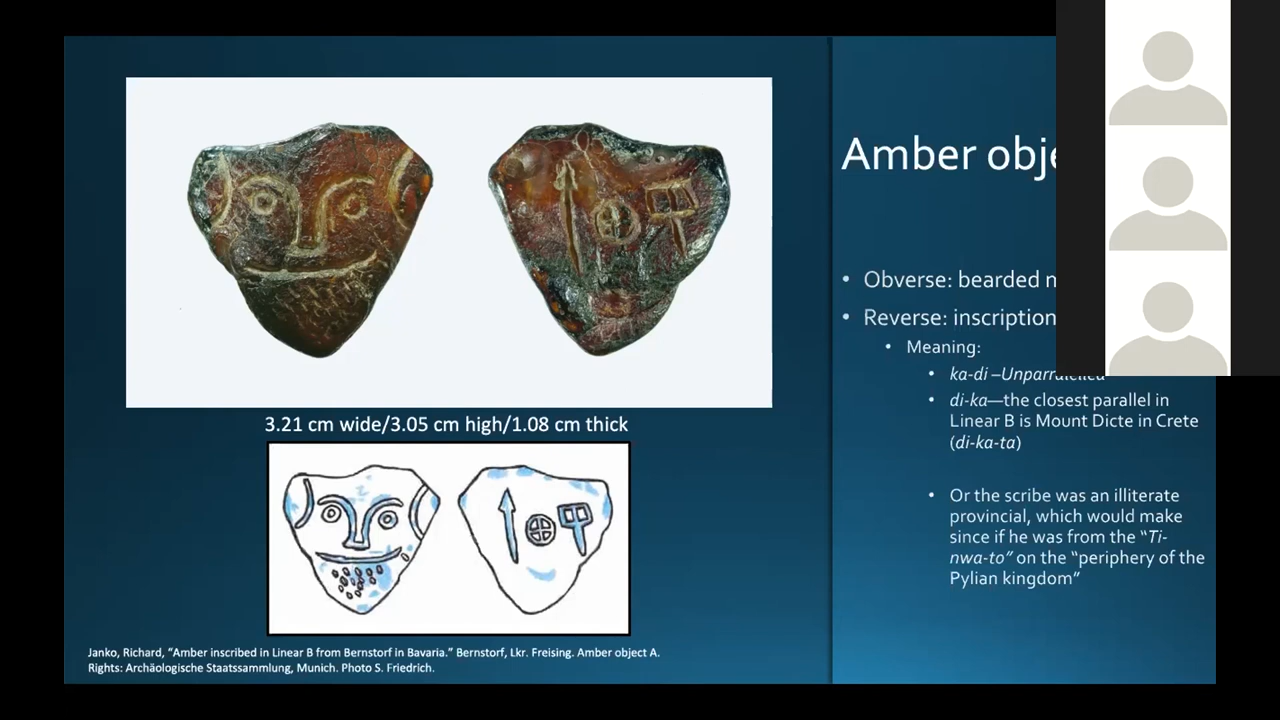 3.21 cm wide/3.05 cm high/1.08 cm thick
Janko, Richard, "Amber inscribed in Linear B from Bernstorf in Bavaria." Bernstorf, Lkr. Freising. Amber object A.
Rights: Archäologische Staatssammlung, Munich. Photo S. Friedrich.
Amber
• Obverse: bearded
• Reverse: inscription
• Meaning:
• ka-di –Unparralelled
• di-ka—the closest parallel in
Linear B is Mount Dicte in Crete
(di-ka-ta)
• Or the scribe was an illiterate
provincial, which would make
since if he was from the "Ti-
nwa-to" on the "periphery of the
Pylian kingdom"